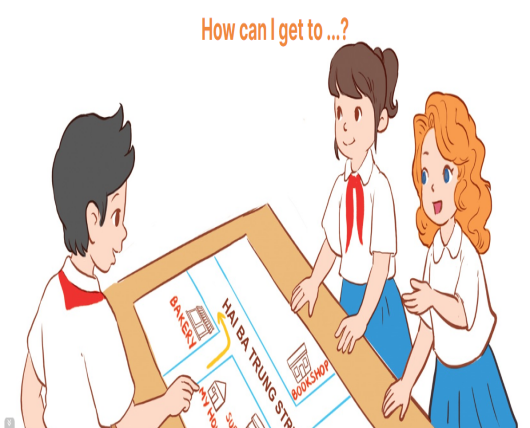 How can I get to ...?
BAKERY
HAI BA TRUNG STR
BOOKSHOP